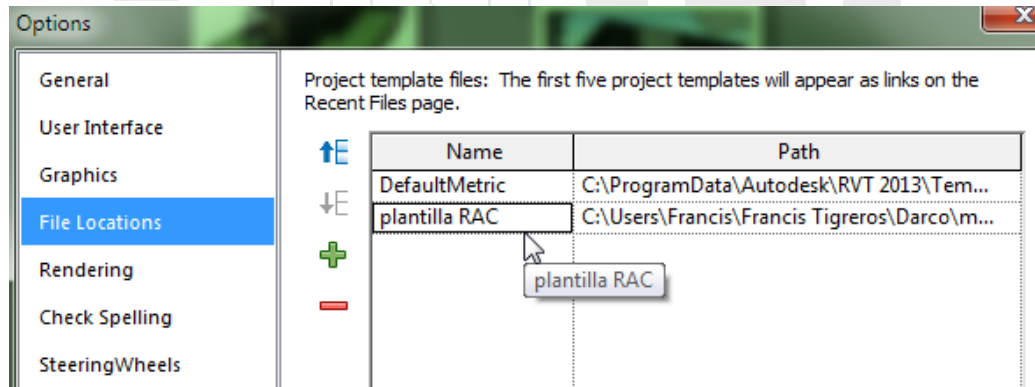 Options
General
User Interface
Graphics
File Locations
Rendering
Check Spelling
SteeringWheels
Project template files: The first five project templates will appear as links on the
Recent Files page.
Name Path
DefaultMetric C:\ProgramData\Autodesk\RVT 2013\Tem...
plantilla RAC C:\Users\Francis\Francis Tigreros\Darco\m...
plantilla RAC